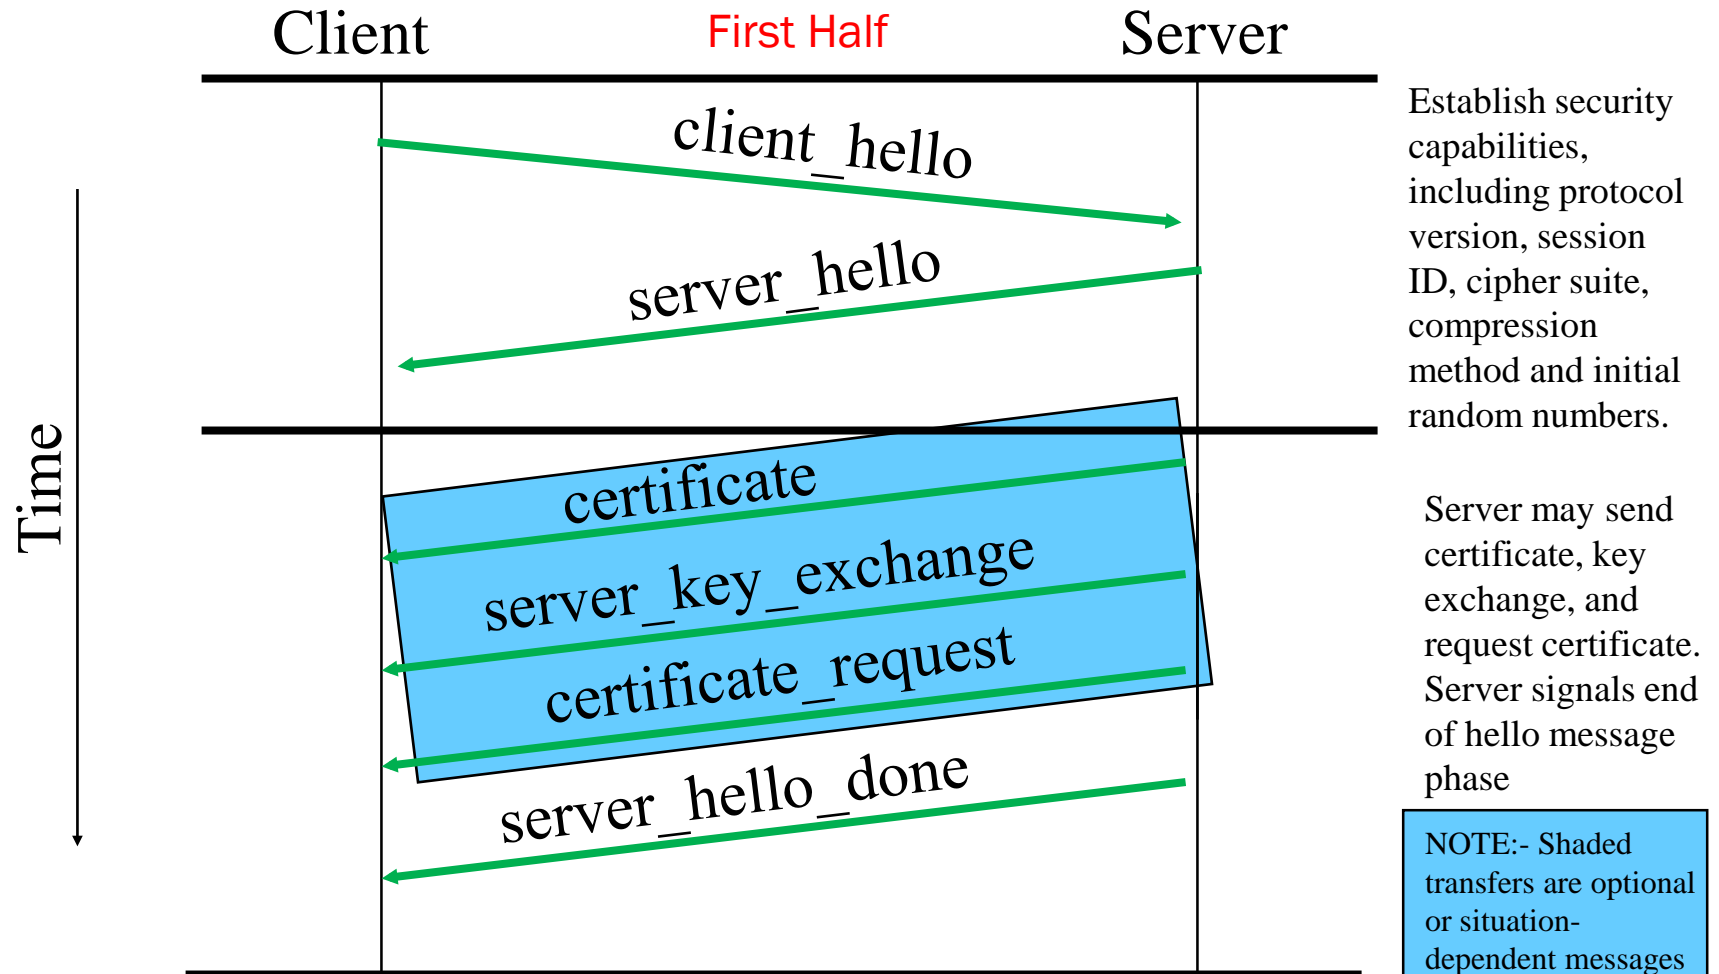 Client
First Half
Server
client_hello
server_hello
Establish security
capabilities,
including protocol
version, session
ID, cipher suite,
compression
method and initial
random numbers.
Time
certificate
server_key_exchange
certificate_request
server_hello_done
Server may send
certificate, key
exchange, and
request certificate.
Server signals end
of hello message
phase
NOTE:- Shaded
transfers are optional
or situation-
dependent messages